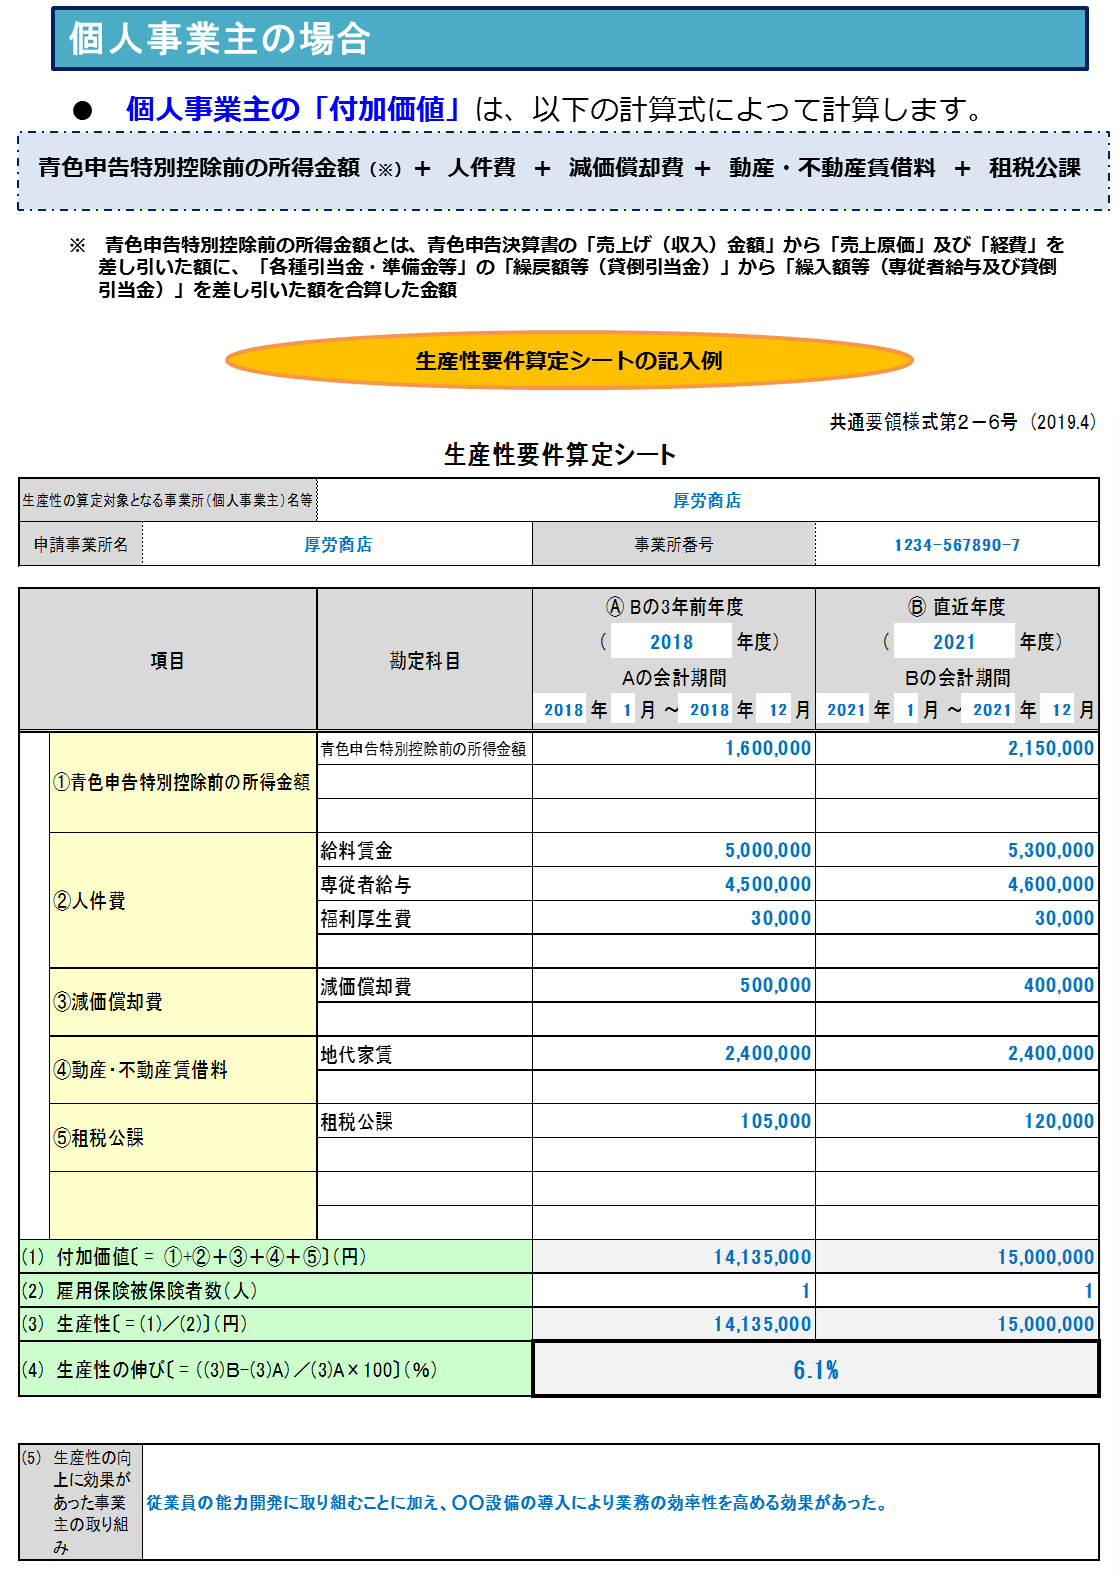 個人事業主の場合
● 個人事業主の「付加価値」は、以下の計算式によって計算します。
青色申告特別控除前の所得金額（※）＋ 人件費 ＋ 減価償却費＋ 動産・不動産賃借料 ＋ 租税公課
※ 青色申告特別控除前の所得金額とは、青色申告決算書の「売上げ（収入）金額」から「売上原価」及び「経費」を
差し引いた額に、「各種引当金・準備金等」の「繰戻額等（貸倒引当金）」から「繰入額等（専従者給与及び貸倒
引当金）」を差し引いた額を合算した金額
生産性要件算定シートの記入例
共通要領様式第２－６号（2019.4）
生産性要件算定シート
生産性の算定対象となる事業所（個人事業主）名等 厚労商店
申請事業所名 厚労商店 事業所番号 1234-567890-7
項目 勘定科目 Ⓐ Bの3年前年度 Ⓑ 直近年度
（ 2018 年度） （ 2021 年度）
Aの会計期間 Bの会計期間
2018 年 1 月 ～ 2018 年 12 月 2021 年 1 月 ～ 2021 年 12 月
①青色申告特別控除前の所得金額 青色申告特別控除前の所得金額 1,600,000 2,150,000
②人件費 給料賃金 5,000,000 5,300,000
専従者給与 4,500,000 4,600,000
福利厚生費 30,000 30,000
③減価償却費 減価償却費 500,000 400,000
④動産・不動産賃借料 地代家賃 2,400,000 2,400,000
⑤租税公課 租税公課 105,000 120,000
(1) 付加価値〔＝ ①+②＋③＋④＋⑤〕（円） 14,135,000 15,000,000
(2) 雇用保険被保険者数（人） 1 1
(3) 生産性〔＝(1)／(2)〕（円） 14,135,000 15,000,000
(4) 生産性の伸び〔＝((3)B-(3)A)／(3)A×100〕（％） 6.1%
(5) 生産性の向
上に効果が
あった事業
主の取り組
み
従業員の能力開発に取り組むことに加え、〇〇設備の導入により業務の効率性を高める効果があった。